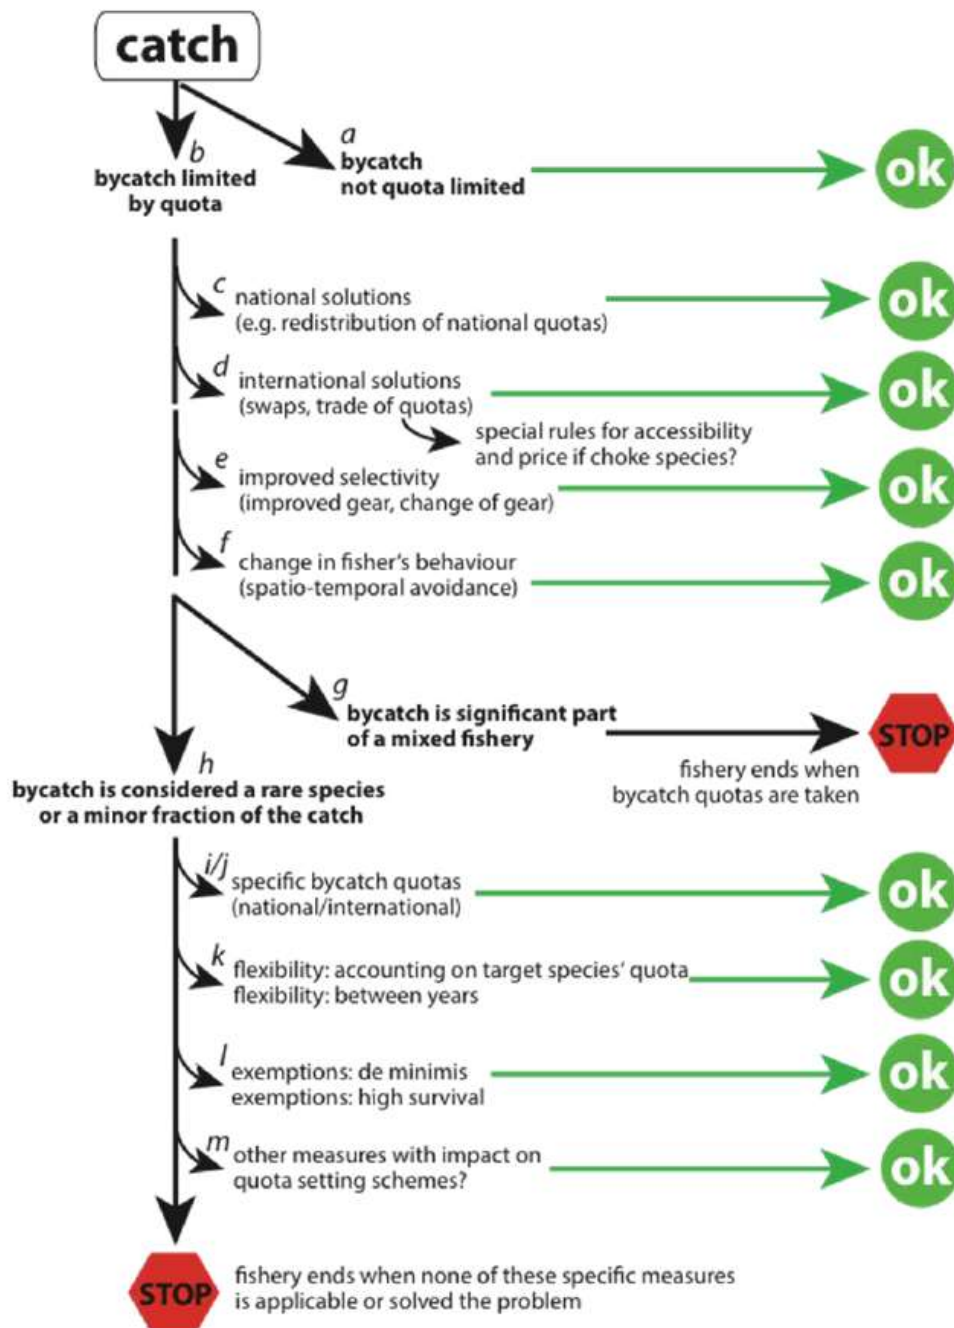 catch
a
bycatch
not quota limited
ok
b
bycatch limited
by quota
c
national solutions
(e.g. redistribution of national quotas)
ok
d
international solutions
(swaps, trade of quotas)
ok
special rules for accessibility
and price if choke species?
e
improved selectivity
(improved gear, change of gear)
ok
f
change in fisher's behaviour
(spatio-temporal avoidance)
ok
g
bycatch is significant part
of a mixed fishery
STOP
fishery ends when
bycatch quotas are taken
h
bycatch is considered a rare species
or a minor fraction of the catch
i/j
specific bycatch quotas
(national/international)
ok
k
flexibility: accounting on target species' quota
flexibility: between years
ok
l
exemptions: de minimis
exemptions: high survival
ok
m
other measures with impact on
quota setting schemes?
ok
STOP
fishery ends when none of these specific measures
is applicable or solved the problem